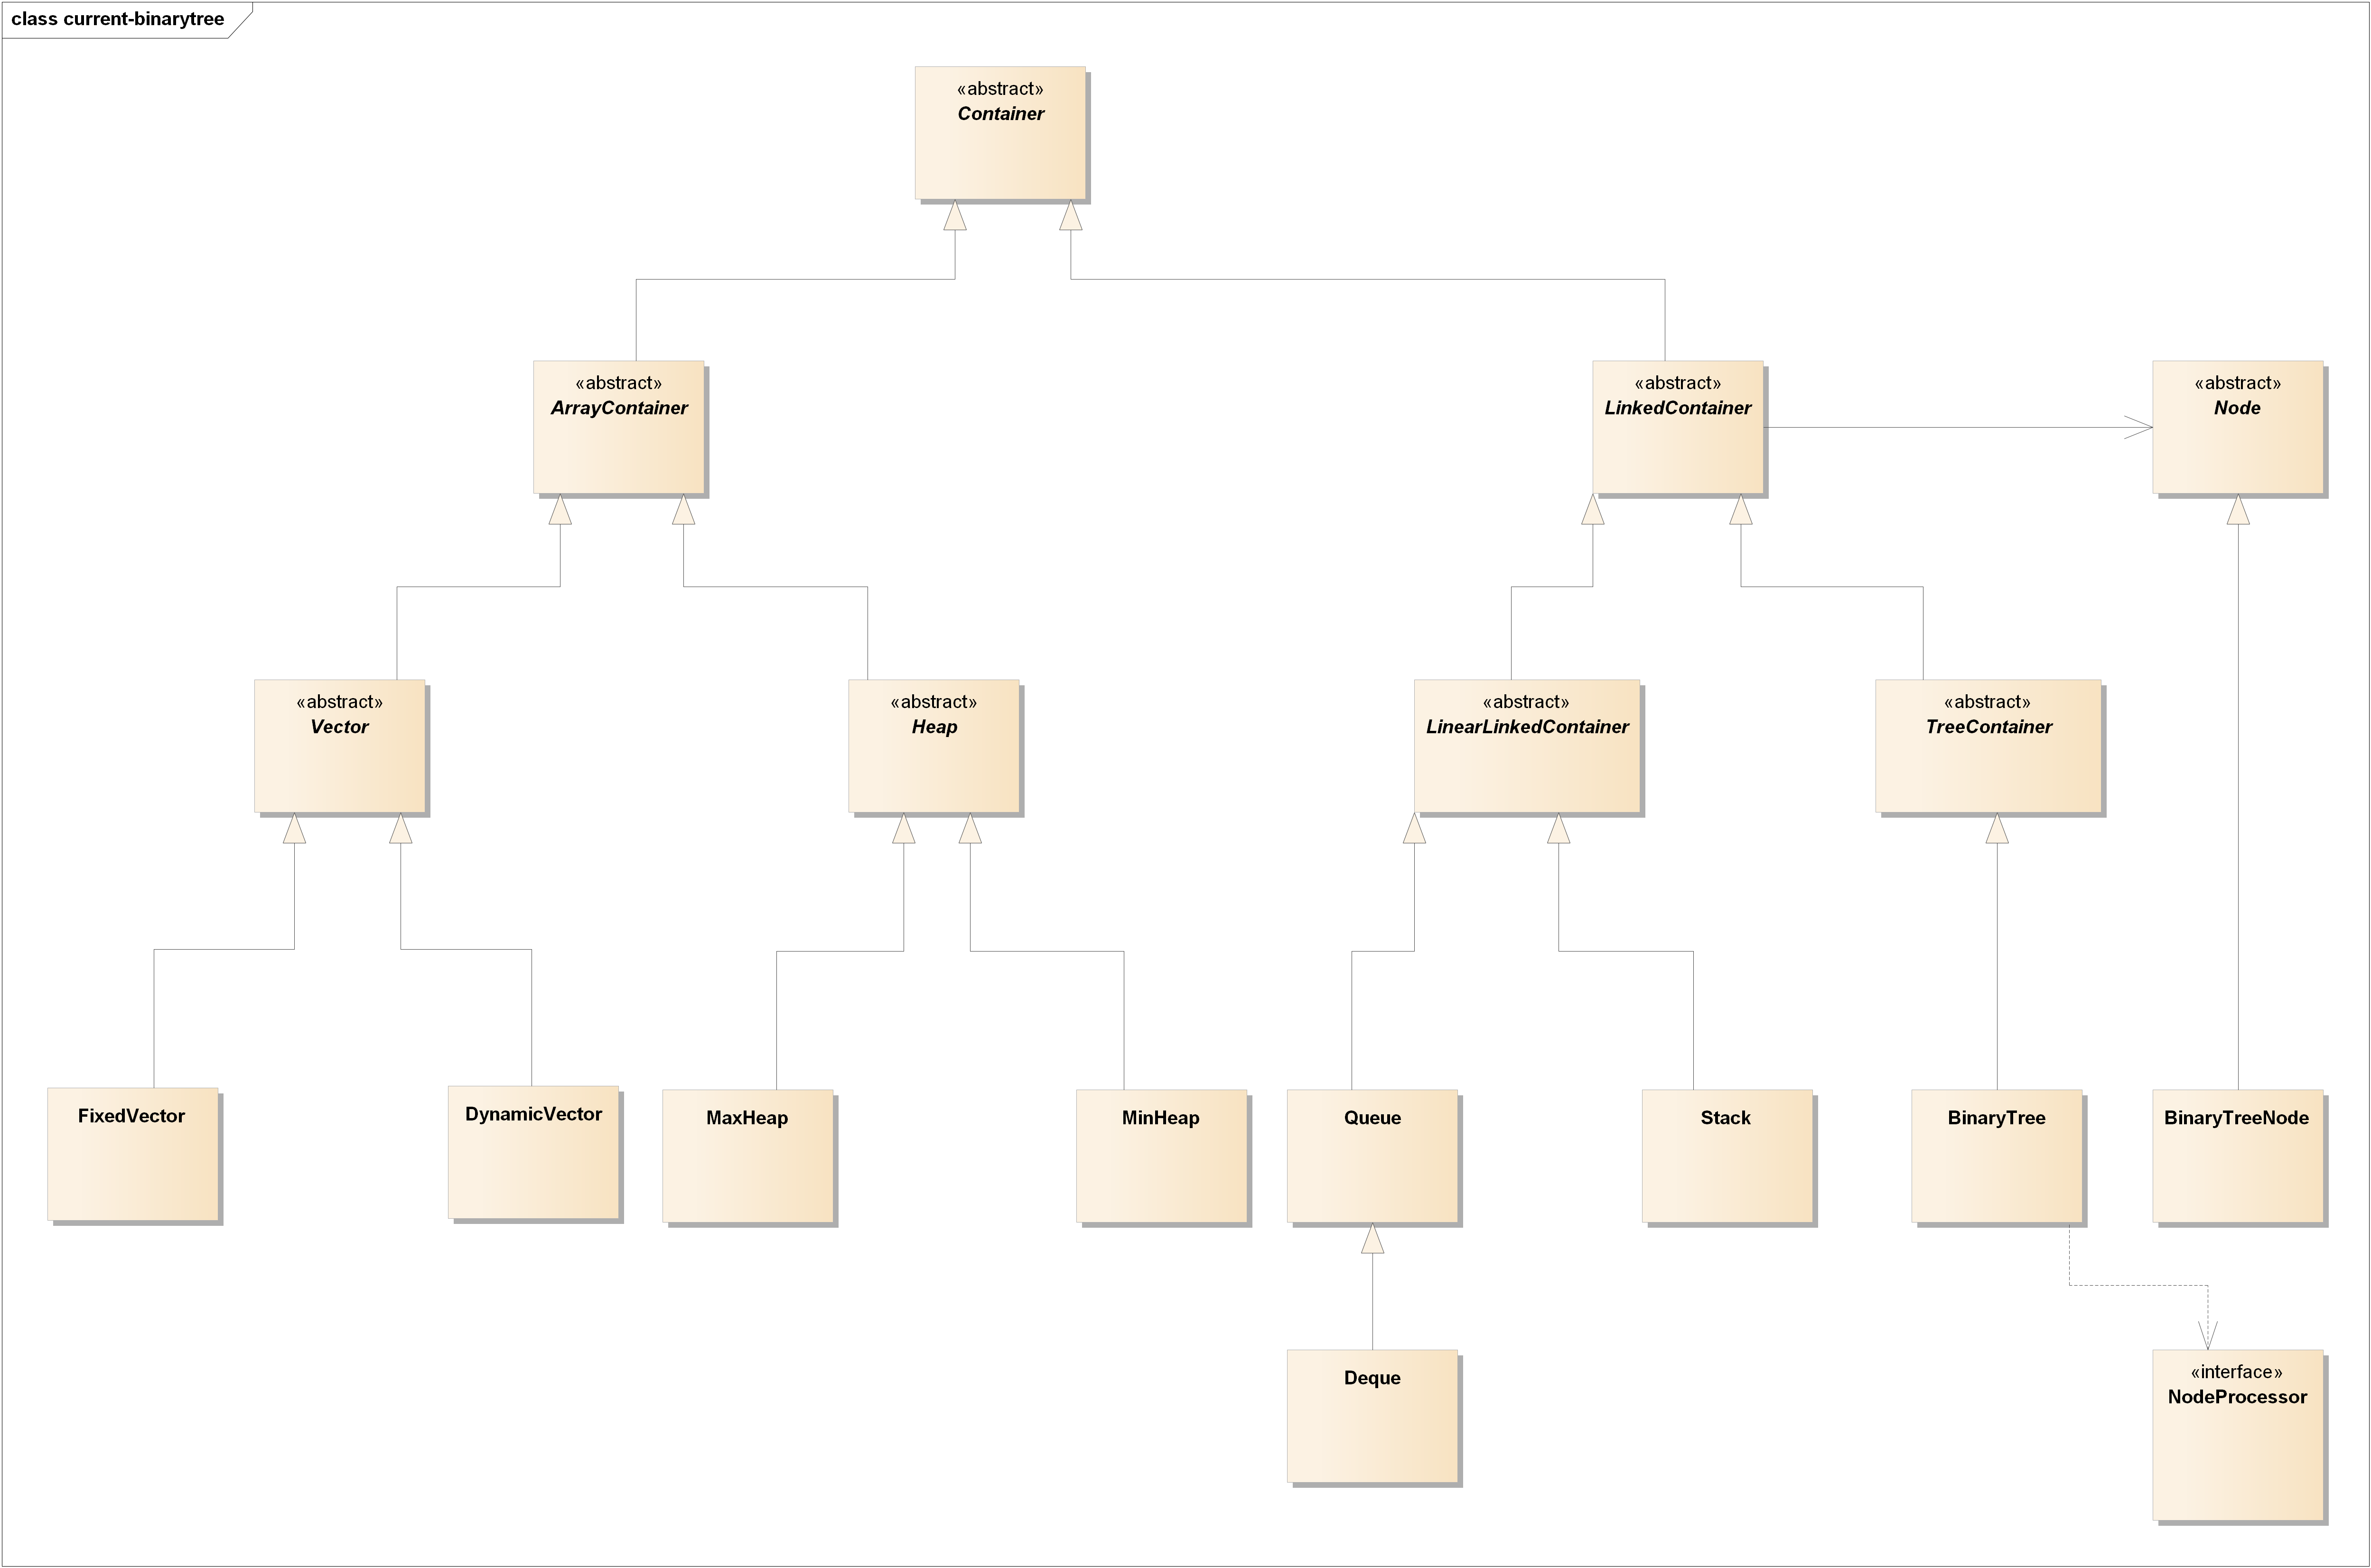 class current-binarytree
«abstract»
Container
«abstract»
ArrayContainer
«abstract»
LinkedContainer
«abstract»
Node
«abstract»
Vector
«abstract»
Heap
«abstract»
LinearLinkedContainer
«abstract»
TreeContainer
FixedVector
DynamicVector
MaxHeap
MinHeap
Queue
Stack
BinaryTree
BinaryTreeNode
Deque
«interface»
NodeProcessor